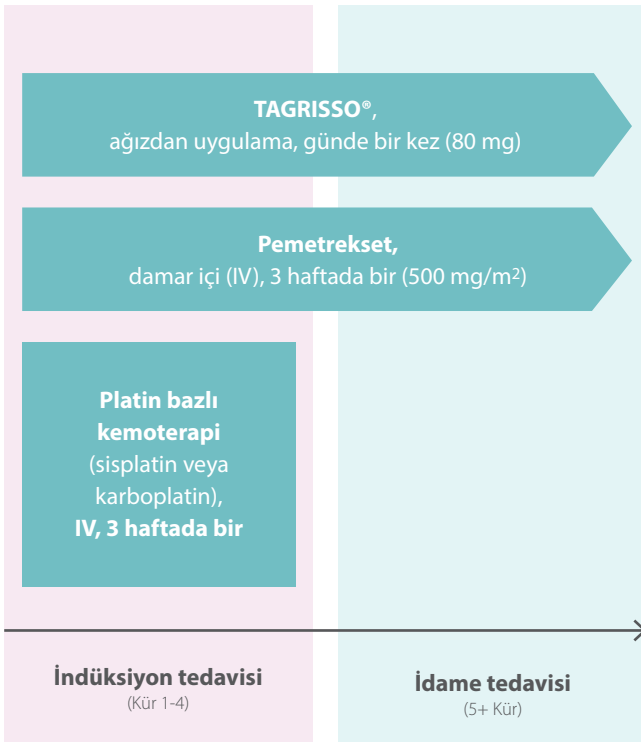 TAGRISSO®,
ağızdan uygulama, günde bir kez (80 mg)
Pemetrekset,
damar içi (IV), 3 haftada bir (500 mg/m²)
Platin bazlı
kemoterapi
(sisplatin veya
karboplatin),
IV, 3 haftada bir
İndüksiyon tedavisi
(Kür 1-4)
İdame tedavisi
(5+ Kür)